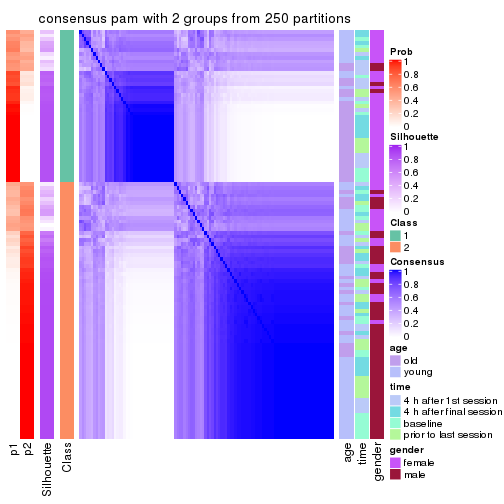 consensus pam with 2 groups from 250 partitions
Prob
1
0.8
0.6
0.4
0.2
0
Silhouette
1
0.8
0.6
0.4
0.2
0
Class
1
2
Consensus
1
0.8
0.6
0.4
0.2
0
age
old
young
time
4 h after 1st session
4 h after final session
baseline
prior to last session
gender
female
male
p1
p2
Silhouette
Class
age
time
gender